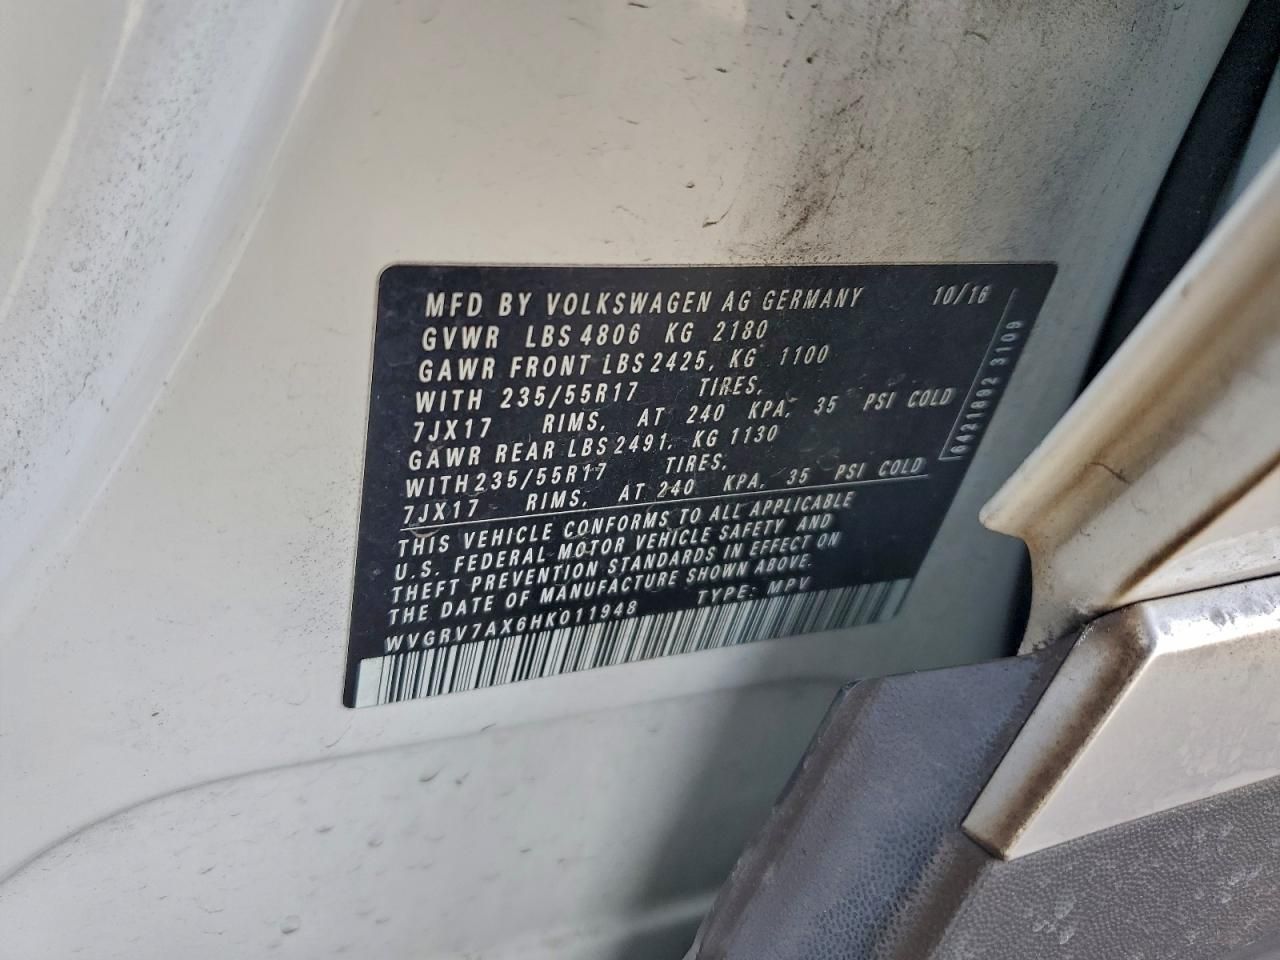 MFD BY VOLKSWAGEN AG GERMANY 10/16
GVWR LBS 4806 KG 2180
GAWR FRONT LBS 2425, KG 1100
WITH 235/55R17 TIRES,
7JX17 RIMS, AT 240 KPA, 35 PSI COLD
GAWR REAR LBS 2491, KG 1130
WITH 235/55R17 TIRES,
7JX17 RIMS, AT 240 KPA, 35 PSI COLD
THIS VEHICLE CONFORMS TO ALL APPLICABLE
U.S. FEDERAL MOTOR VEHICLE SAFETY AND
THEFT PREVENTION STANDARDS IN EFFECT ON
THE DATE OF MANUFACTURE SHOWN ABOVE.
WVGRV7AX6HK011948 TYPE: MPV
6421892 3109